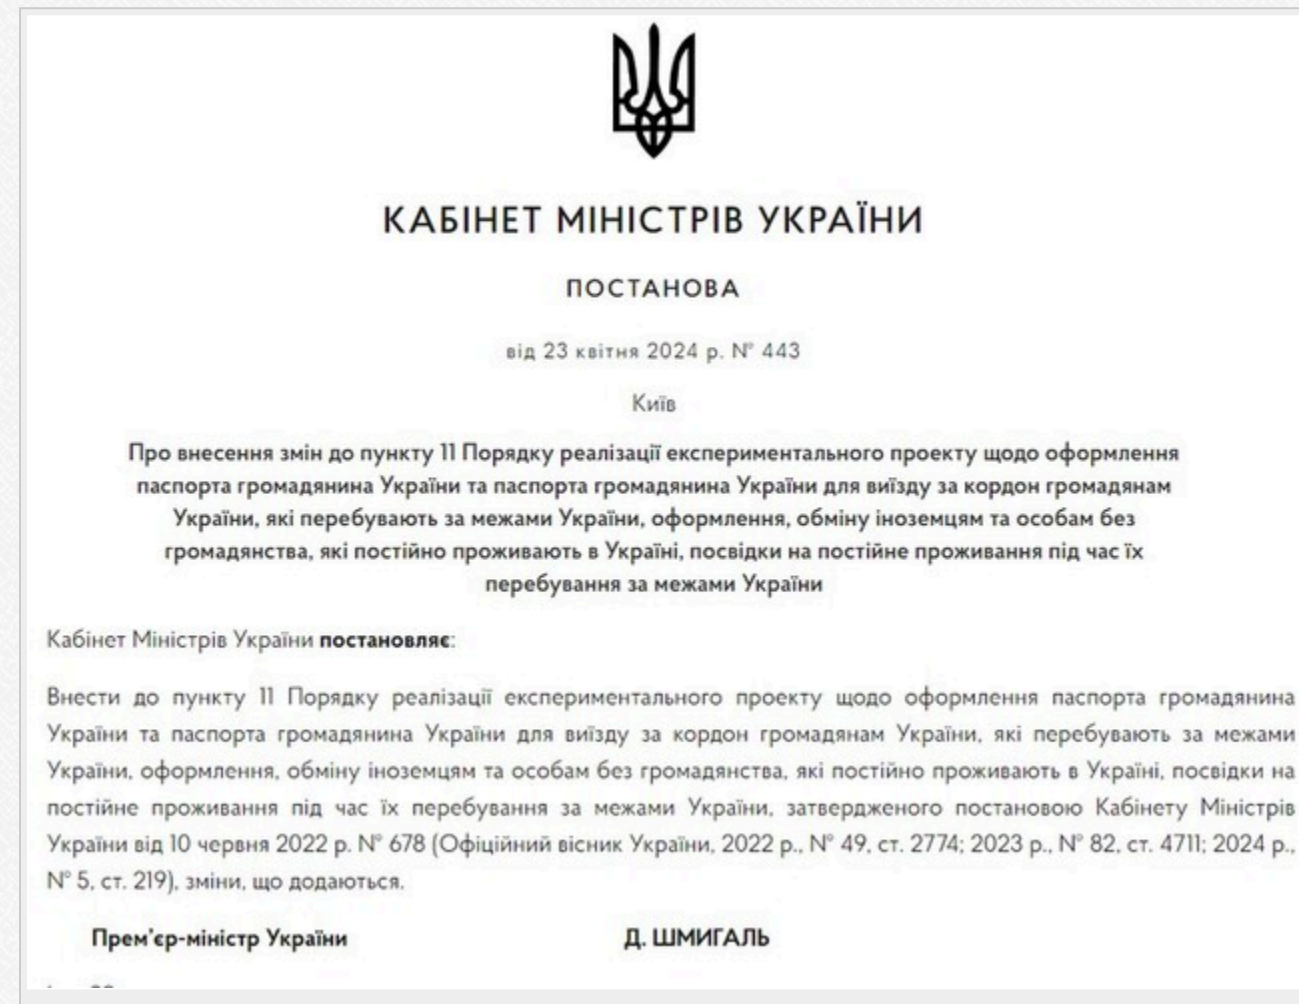 КАБІНЕТ МІНІСТРІВ УКРАЇНИ
ПОСТАНОВА
від 23 квітня 2024 р. № 443
Київ
Про внесення змін до пункту 11 Порядку реалізації експериментального проекту щодо оформлення
паспорта громадянина України та паспорта громадянина України для виїзду за кордон громадянам
України, які перебувають за межами України, оформлення, обміну іноземцям та особам без
громадянства, які постійно проживають в Україні, посвідки на постійне проживання під час їх
перебування за межами України
Кабінет Міністрів України постановляє:
Внести до пункту 11 Порядку реалізації експериментального проекту щодо оформлення паспорта громадянина
України та паспорта громадянина України для виїзду за кордон громадянам України, які перебувають за межами
України, оформлення, обміну іноземцям та особам без громадянства, які постійно проживають в Україні, посвідки на
постійне проживання під час їх перебування за межами України, затвердженого постановою Кабінету Міністрів
України від 10 червня 2022 р. № 678 (Офіційний вісник України, 2022 р., № 49, ст. 2774; 2023 р., № 82, ст. 4711; 2024 р.,
№ 5, ст. 219), зміни, що додаються.
Прем'єр-міністр України Д. ШМИГАЛЬ